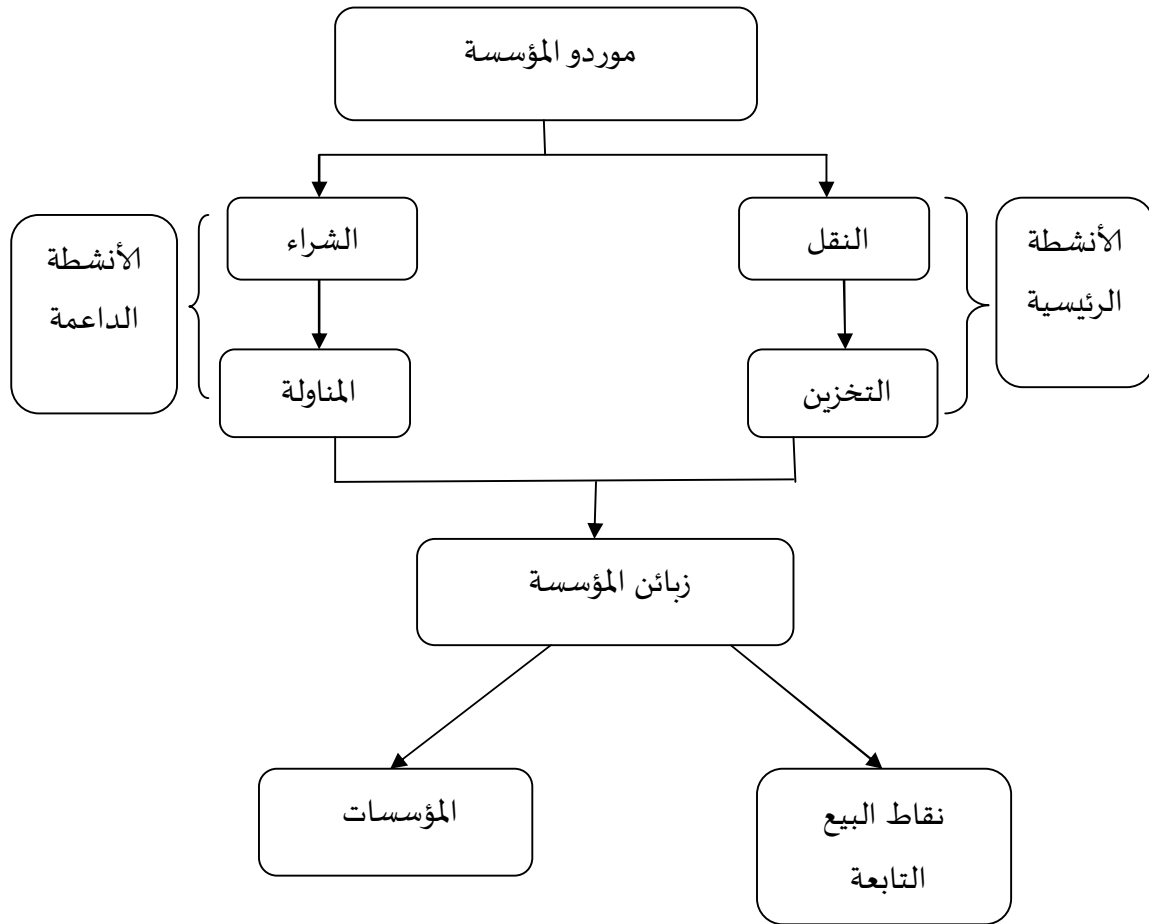 موردو المؤسسة
النقل
الشراء
الأنشطة
الرئيسية
الأنشطة
الداعمة
التخزين
المناولة
زبائن المؤسسة
نقاط البيع
التابعة
المؤسسات